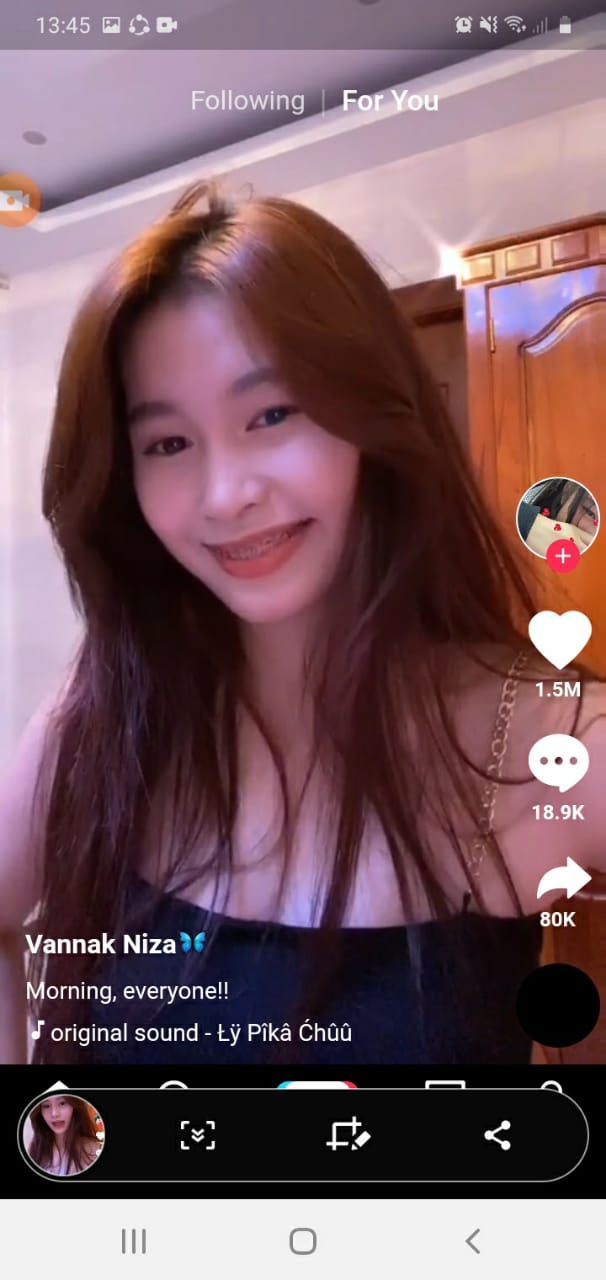 13:45
Following | For You
1.5M
18.9K
80K
Vannak Niza🦋
Morning, everyone!!
original sound - Łÿ Pîkâ Ćhûû